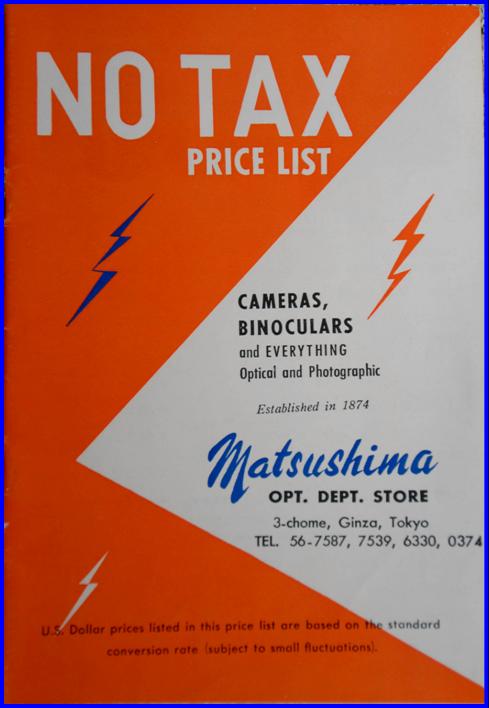 NO TAX
PRICE LIST
CAMERAS,
BINOCULARS
and EVERYTHING
Optical and Photographic
Established in 1874
Matsushima
OPT. DEPT. STORE
3-chome, Ginza, Tokyo
TEL. 56-7587, 7539, 6330, 0374
U.S. Dollar prices listed in this price list are based on the standard
conversion rate (subject to small fluctuations).